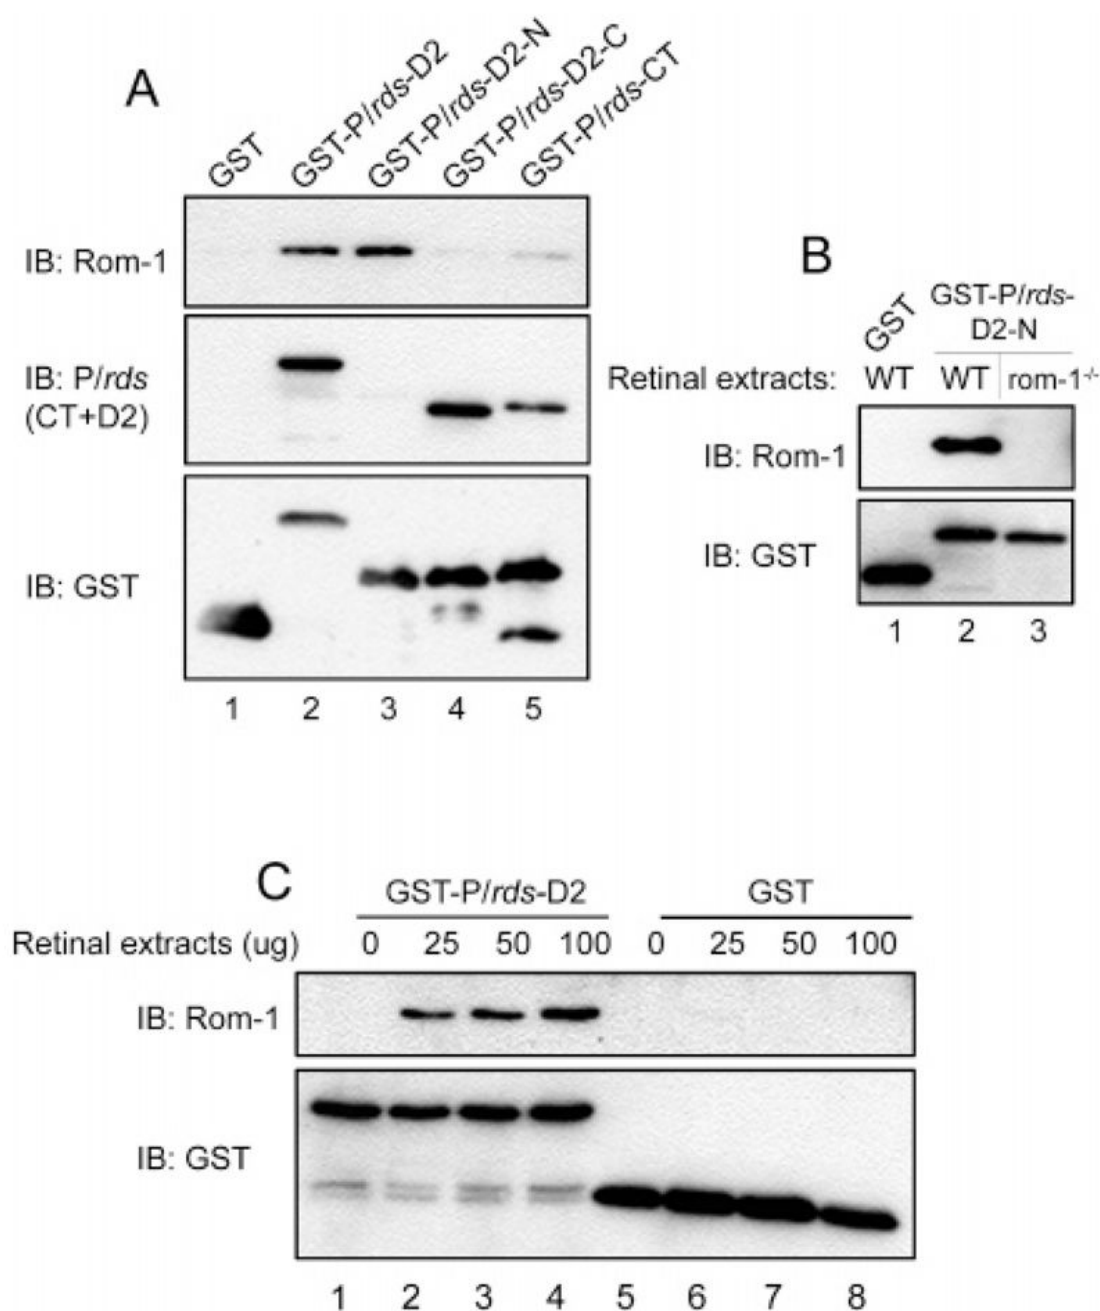 A
GST
GST-P/rds-D2
GST-P/rds-D2-N
GST-P/rds-D2-C
GST-P/rds-CT
IB: Rom-1
IB: P/rds
(CT+D2)
IB: GST
1 2 3 4 5
B
GST
GST-P/rds-
D2-N
Retinal extracts: WT WT rom-1-/-
IB: Rom-1
IB: GST
1 2 3
C
GST-P/rds-D2 GST
Retinal extracts (ug) 0 25 50 100 0 25 50 100
IB: Rom-1
IB: GST
1 2 3 4 5 6 7 8